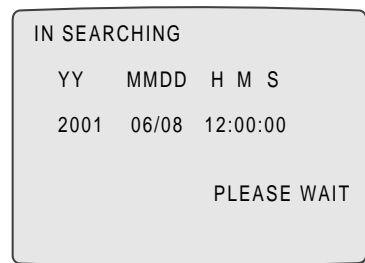 IN SEARCHING
YY MMDD H M S
2001 06/08 12:00:00
PLEASE WAIT